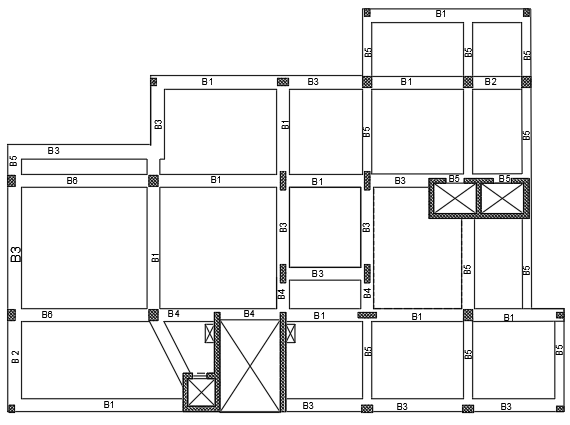 B1
B5 B5 B5
B1 B3 B1 B2
B3 B1 B5 B5
B3
B5
B6 B1 B1 B3 B5 B5
B3 B1 B3 B3 B5 B5
B3
B4 B4
B6 B4 B4 B1 B1 B1
B2 B5 B5 B5
B1 B3 B3 B3